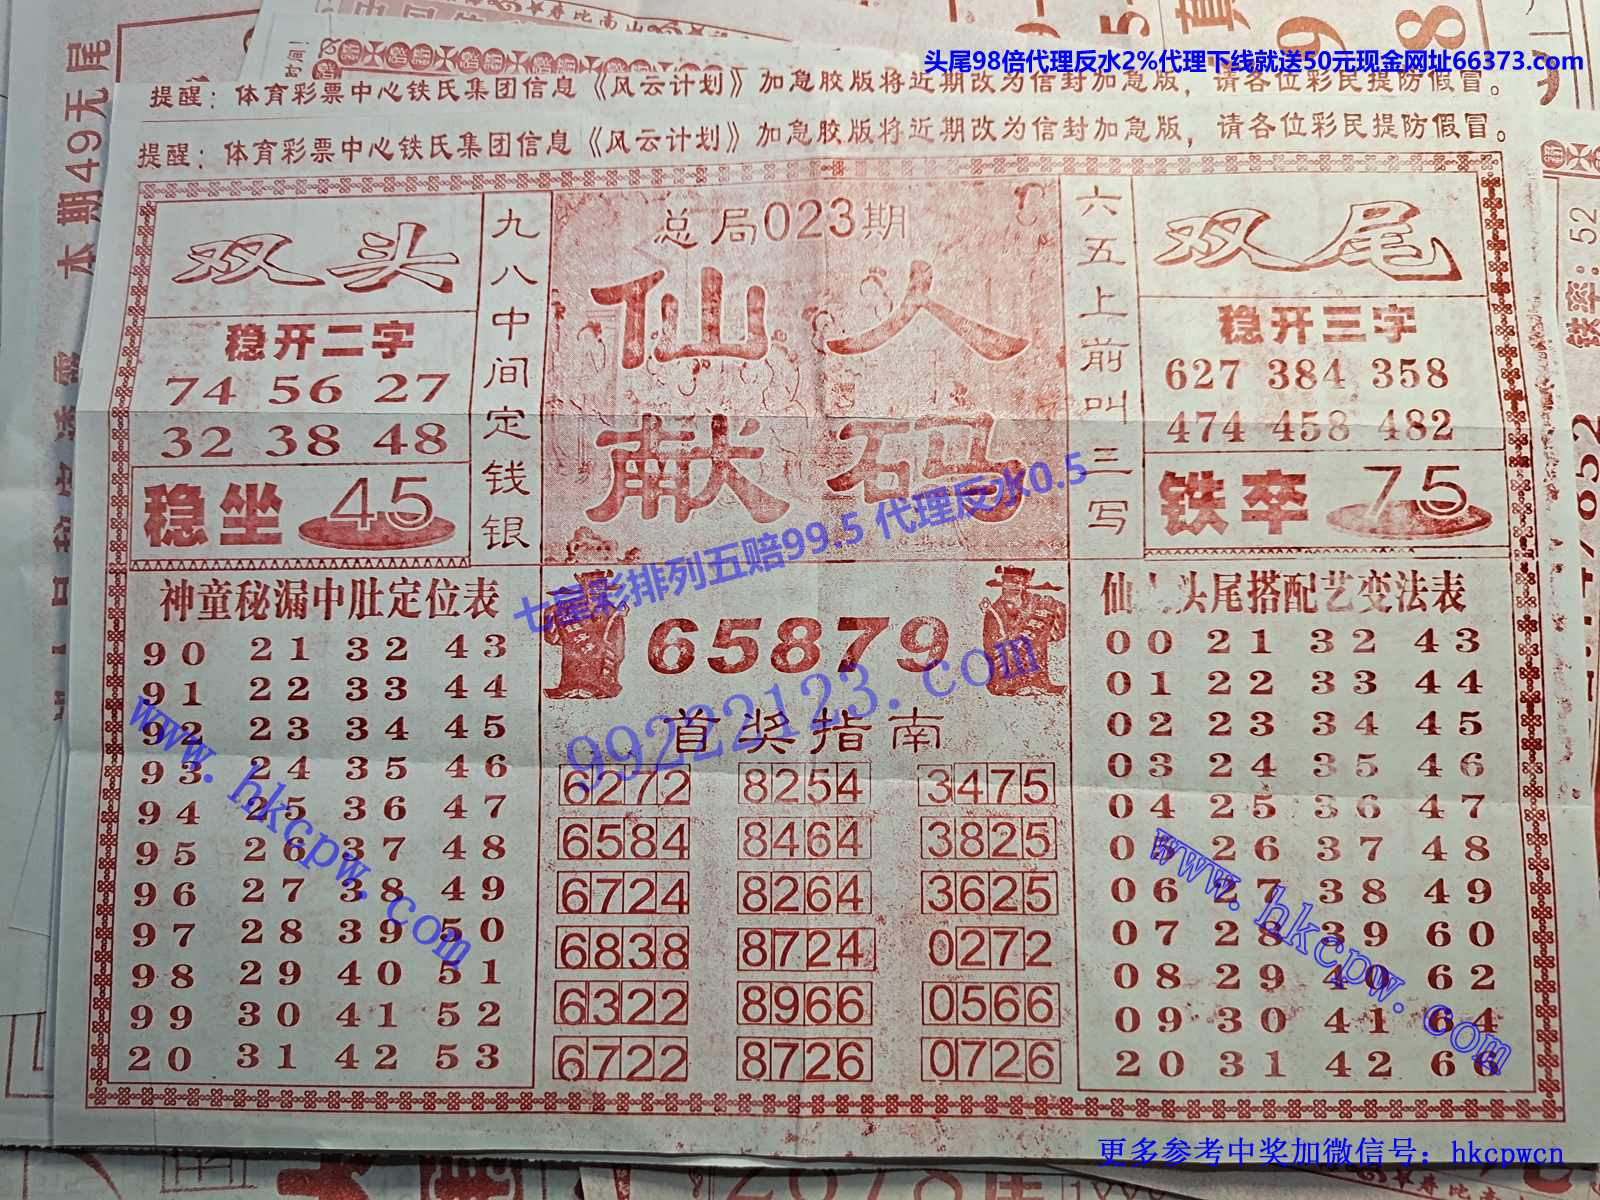 头尾98倍代理反水2%代理下线就送50元现金网址66373.com
提醒：体育彩票中心铁氏集团信息《风云计划》加急胶版将近期改为信封加急版，请各位彩民提防假冒。
提醒：体育彩票中心铁氏集团信息《风云计划》加急胶版将近期改为信封加急版，请各位彩民提防假冒。
本期49无尾
双头
稳开二字
74 56 27
32 38 48
稳坐 45
九八中间定钱银
总局023期
仙人
献码
六五上前叫三写
双尾
稳开三字
627 384 358
474 458 482
铁卒 75
七星彩排列五赔99.5 代理反水0.5
99222123.com
神童秘漏中肚定位表
90 21 32 43
91 22 33 44
92 23 34 45
93 24 35 46
94 25 36 47
95 26 37 48
96 27 38 49
97 28 39 50
98 29 40 51
99 30 41 52
20 31 42 53
www.hkcpw.com
65879
首奖指南
6272 8254 3475
6584 8464 3825
6724 8264 3625
6838 8724 0272
6322 8966 0566
6722 8726 0726
仙 头尾搭配艺变法表
00 21 32 43
01 22 33 44
02 23 34 45
03 24 35 46
04 25 36 47
05 26 37 48
06 27 38 49
07 28 39 60
08 29 40 62
09 30 41 64
20 31 42 66
www.hkcpw.com
铁率：52
更多参考中奖加微信号：hkcpwcn